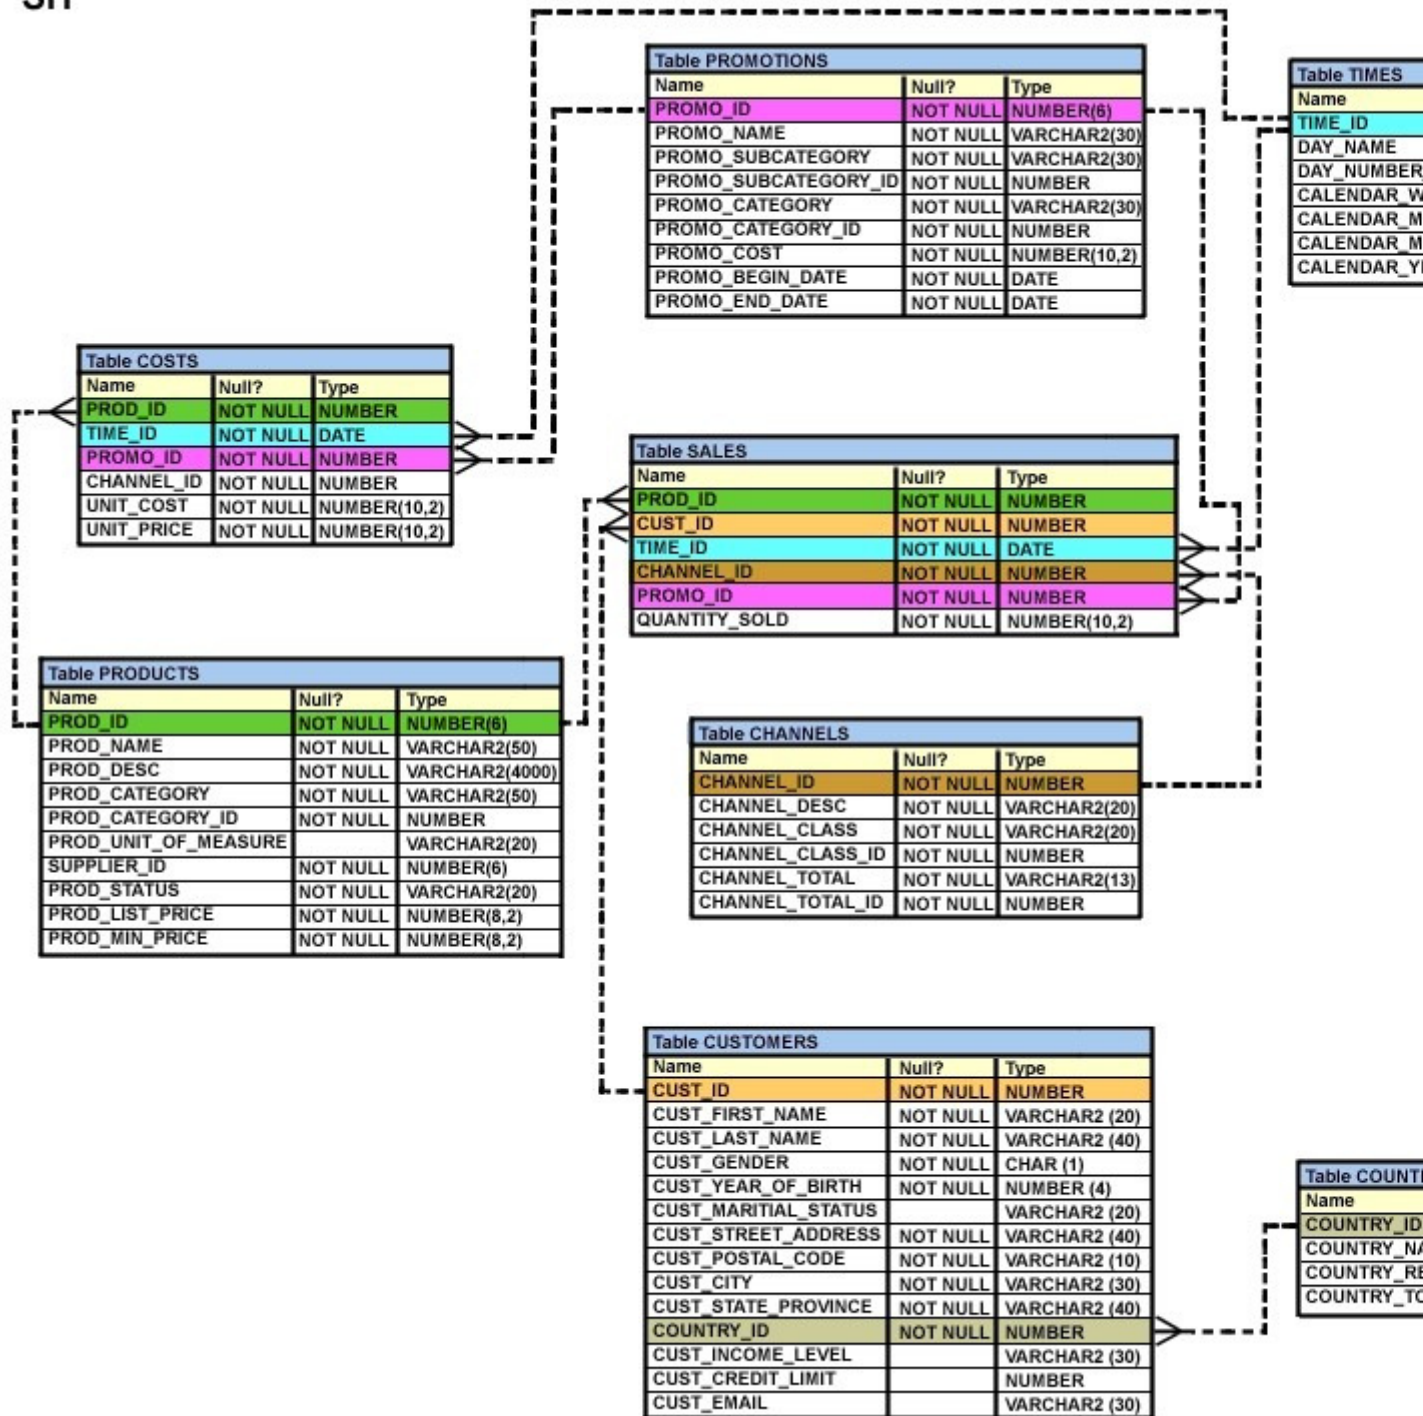 SH
Table PROMOTIONS
Name Null? Type
PROMO_ID NOT NULL NUMBER(6)
PROMO_NAME NOT NULL VARCHAR2(30)
PROMO_SUBCATEGORY NOT NULL VARCHAR2(30)
PROMO_SUBCATEGORY_ID NOT NULL NUMBER
PROMO_CATEGORY NOT NULL VARCHAR2(30)
PROMO_CATEGORY_ID NOT NULL NUMBER
PROMO_COST NOT NULL NUMBER(10,2)
PROMO_BEGIN_DATE NOT NULL DATE
PROMO_END_DATE NOT NULL DATE
Table TIMES
Name
TIME_ID
DAY_NAME
DAY_NUMBER
CALENDAR_W
CALENDAR_M
CALENDAR_M
CALENDAR_Y
Table COSTS
Name Null? Type
PROD_ID NOT NULL NUMBER
TIME_ID NOT NULL DATE
PROMO_ID NOT NULL NUMBER
CHANNEL_ID NOT NULL NUMBER
UNIT_COST NOT NULL NUMBER(10,2)
UNIT_PRICE NOT NULL NUMBER(10,2)
Table SALES
Name Null? Type
PROD_ID NOT NULL NUMBER
CUST_ID NOT NULL NUMBER
TIME_ID NOT NULL DATE
CHANNEL_ID NOT NULL NUMBER
PROMO_ID NOT NULL NUMBER
QUANTITY_SOLD NOT NULL NUMBER(10,2)
Table PRODUCTS
Name Null? Type
PROD_ID NOT NULL NUMBER(6)
PROD_NAME NOT NULL VARCHAR2(50)
PROD_DESC NOT NULL VARCHAR2(4000)
PROD_CATEGORY NOT NULL VARCHAR2(50)
PROD_CATEGORY_ID NOT NULL NUMBER
PROD_UNIT_OF_MEASURE VARCHAR2(20)
SUPPLIER_ID NOT NULL NUMBER(6)
PROD_STATUS NOT NULL VARCHAR2(20)
PROD_LIST_PRICE NOT NULL NUMBER(8,2)
PROD_MIN_PRICE NOT NULL NUMBER(8,2)
Table CHANNELS
Name Null? Type
CHANNEL_ID NOT NULL NUMBER
CHANNEL_DESC NOT NULL VARCHAR2(20)
CHANNEL_CLASS NOT NULL VARCHAR2(20)
CHANNEL_CLASS_ID NOT NULL NUMBER
CHANNEL_TOTAL NOT NULL VARCHAR2(13)
CHANNEL_TOTAL_ID NOT NULL NUMBER
Table CUSTOMERS
Name Null? Type
CUST_ID NOT NULL NUMBER
CUST_FIRST_NAME NOT NULL VARCHAR2 (20)
CUST_LAST_NAME NOT NULL VARCHAR2 (40)
CUST_GENDER NOT NULL CHAR (1)
CUST_YEAR_OF_BIRTH NOT NULL NUMBER (4)
CUST_MARITIAL_STATUS VARCHAR2 (20)
CUST_STREET_ADDRESS NOT NULL VARCHAR2 (40)
CUST_POSTAL_CODE NOT NULL VARCHAR2 (10)
CUST_CITY NOT NULL VARCHAR2 (30)
CUST_STATE_PROVINCE NOT NULL VARCHAR2 (40)
COUNTRY_ID NOT NULL NUMBER
CUST_INCOME_LEVEL VARCHAR2 (30)
CUST_CREDIT_LIMIT NUMBER
CUST_EMAIL VARCHAR2 (30)
Table COUNT
Name
COUNTRY_ID
COUNTRY_NA
COUNTRY_RE
COUNTRY_TO